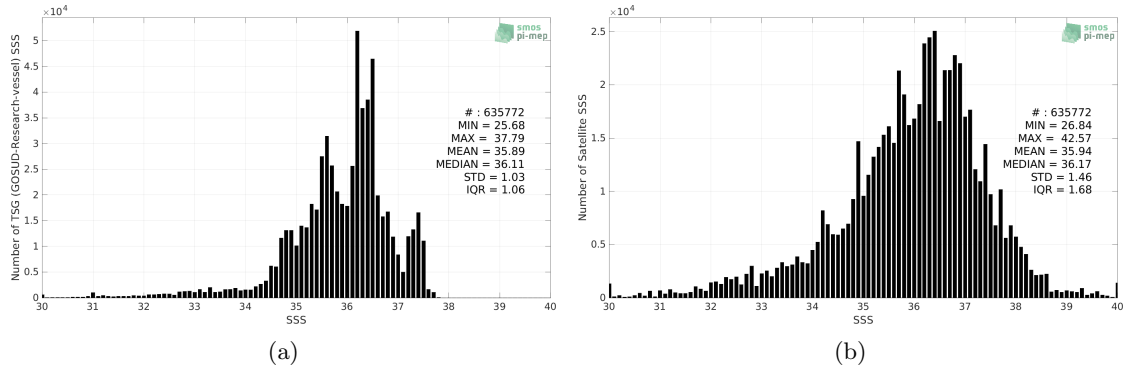 ×10⁴
smos
pi-mep
5
4.5
4
3.5
3
2.5
2
1.5
1
0.5
0
Number of TSG (GOSUD-Research-vessel) SSS
# : 635772
MIN = 25.68
MAX = 37.79
MEAN = 35.89
MEDIAN = 36.11
STD = 1.03
IQR = 1.06
30 31 32 33 34 35 36 37 38 39 40
SSS
(a)
×10⁴
smos
pi-mep
2.5
2
1.5
1
0.5
0
Number of Satellite SSS
# : 635772
MIN = 26.84
MAX = 42.57
MEAN = 35.94
MEDIAN = 36.17
STD = 1.46
IQR = 1.68
30 31 32 33 34 35 36 37 38 39 40
SSS
(b)